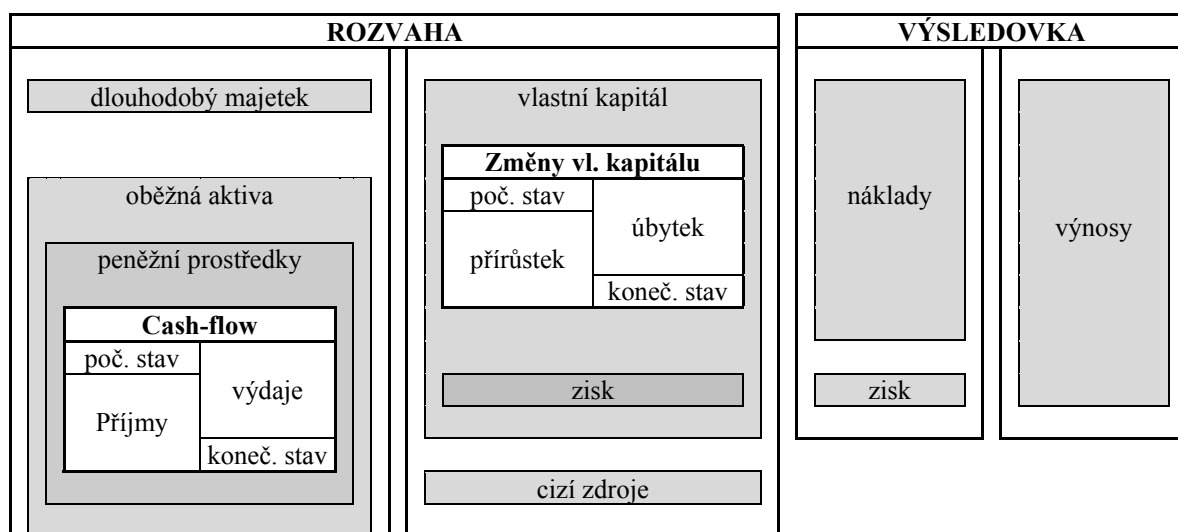 ROZVAHA
dlouhodobý majetek
oběžná aktiva
peněžní prostředky
Cash-flow
poč. stav
Příjmy
výdaje
koneč. stav
vlastní kapitál
Změny vl. kapitálu
poč. stav
přírůstek
úbytek
koneč. stav
zisk
cizí zdroje
VÝSLEDOVKA
náklady
zisk
výnosy